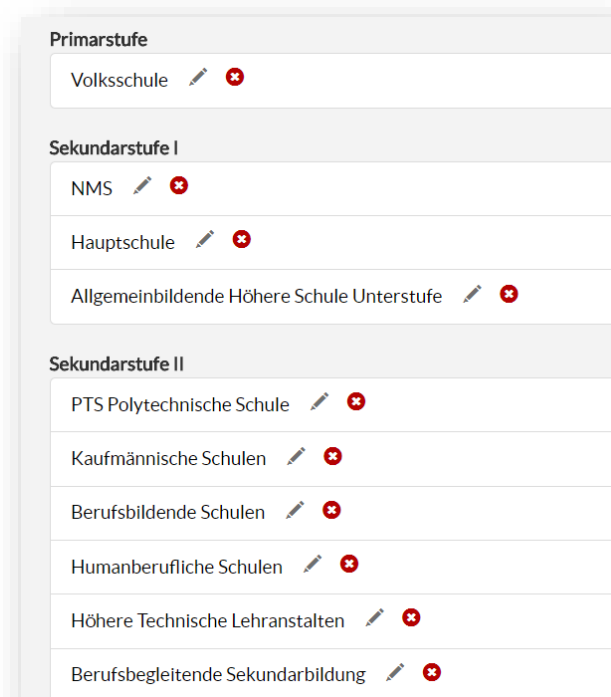 Primarstufe
Volksschule
Sekundarstufe I
NMS
Hauptschule
Allgemeinbildende Höhere Schule Unterstufe
Sekundarstufe II
PTS Polytechnische Schule
Kaufmännische Schulen
Berufsbildende Schulen
Humanberufliche Schulen
Höhere Technische Lehranstalten
Berufsbegleitende Sekundarbildung